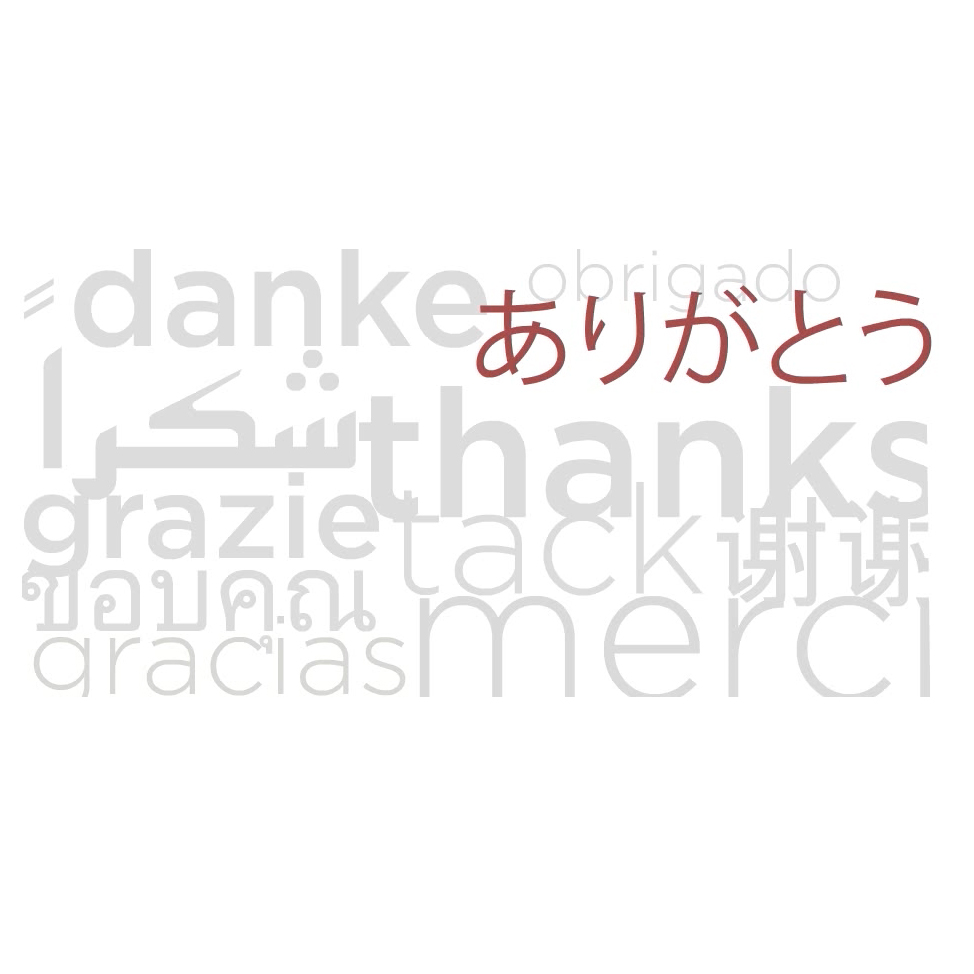 danke
obrigado
ありがとう
شكراً
thanks
grazie
tack
谢谢
ขอบคุณ
gracias
merci